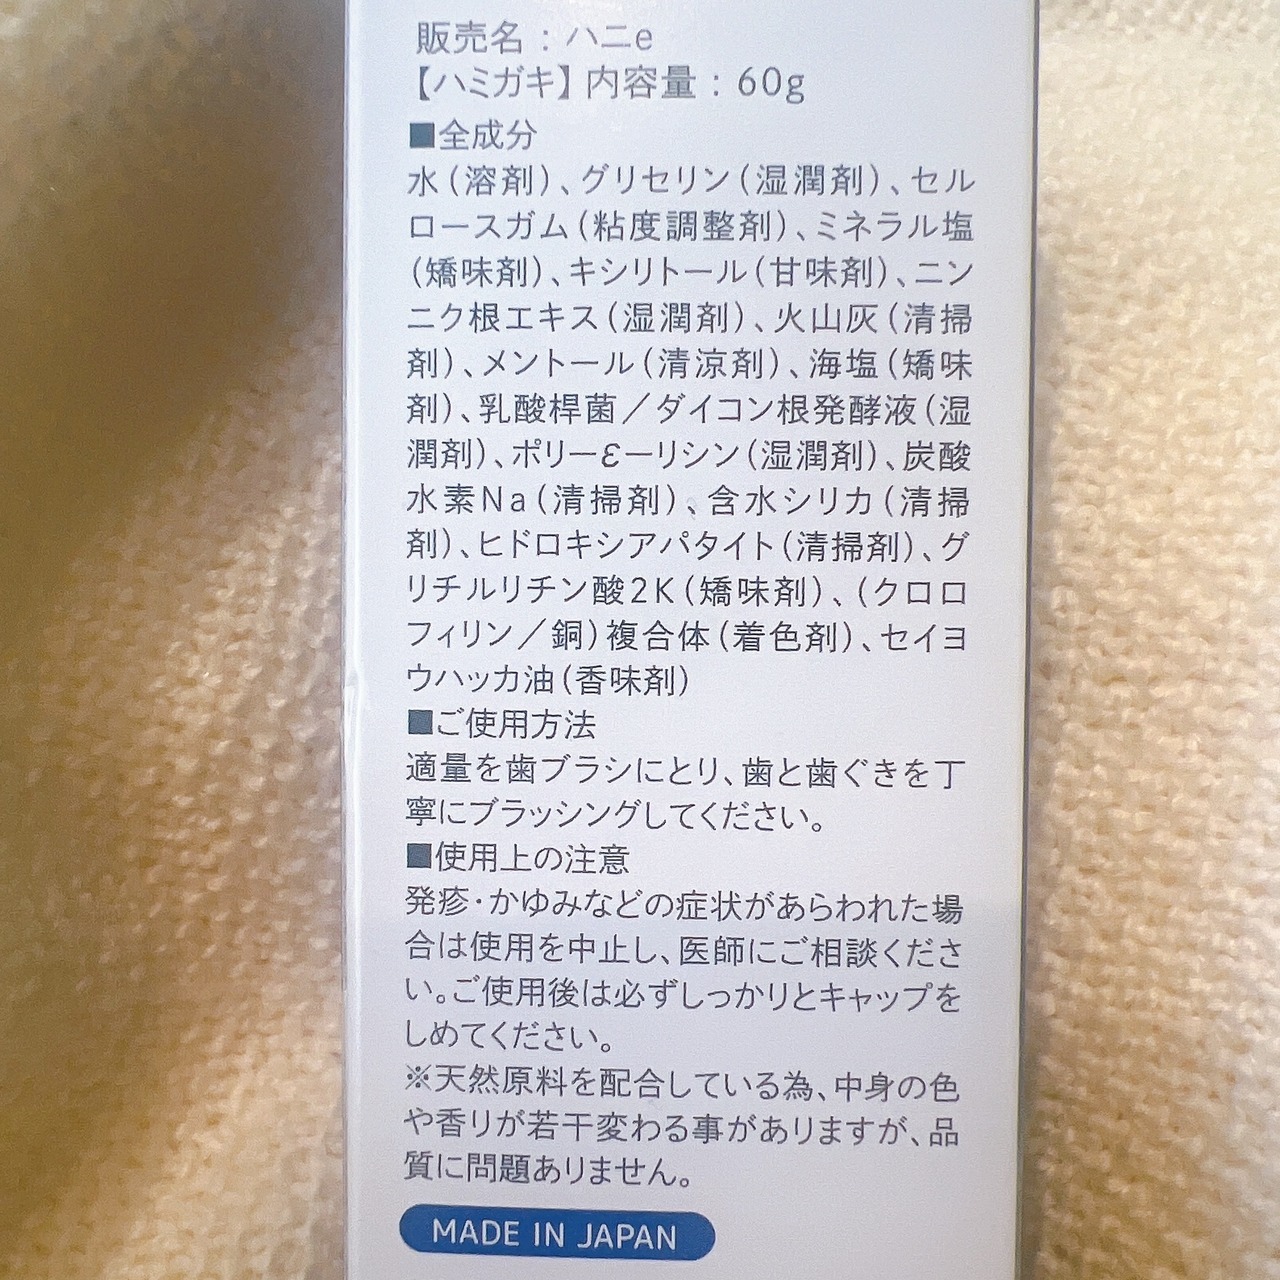 販売名：ハニe
【ハミガキ】内容量：60g
■全成分
水(溶剤)、グリセリン(湿潤剤)、セル
ロースガム(粘度調整剤)、ミネラル塩
(矯味剤)、キシリトール(甘味剤)、ニン
ニク根エキス(湿潤剤)、火山灰(清掃
剤)、メントール(清涼剤)、海塩(矯味
剤)、乳酸桿菌／ダイコン根発酵液(湿
潤剤)、ポリーεーリシン(湿潤剤)、炭酸
水素Na(清掃剤)、含水シリカ(清掃
剤)、ヒドロキシアパタイト(清掃剤)、グ
リチルリチン酸2K(矯味剤)、(クロロ
フィリン／銅)複合体(着色剤)、セイヨ
ウハッカ油(香味剤)
■ご使用方法
適量を歯ブラシにとり、歯と歯ぐきを丁
寧にブラッシングしてください。
■使用上の注意
発疹・かゆみなどの症状があらわれた場
合は使用を中止し、医師にご相談くださ
い。ご使用後は必ずしっかりとキャップを
しめてください。
※天然原料を配合している為、中身の色
や香りが若干変わる事がありますが、品
質に問題ありません。
MADE IN JAPAN